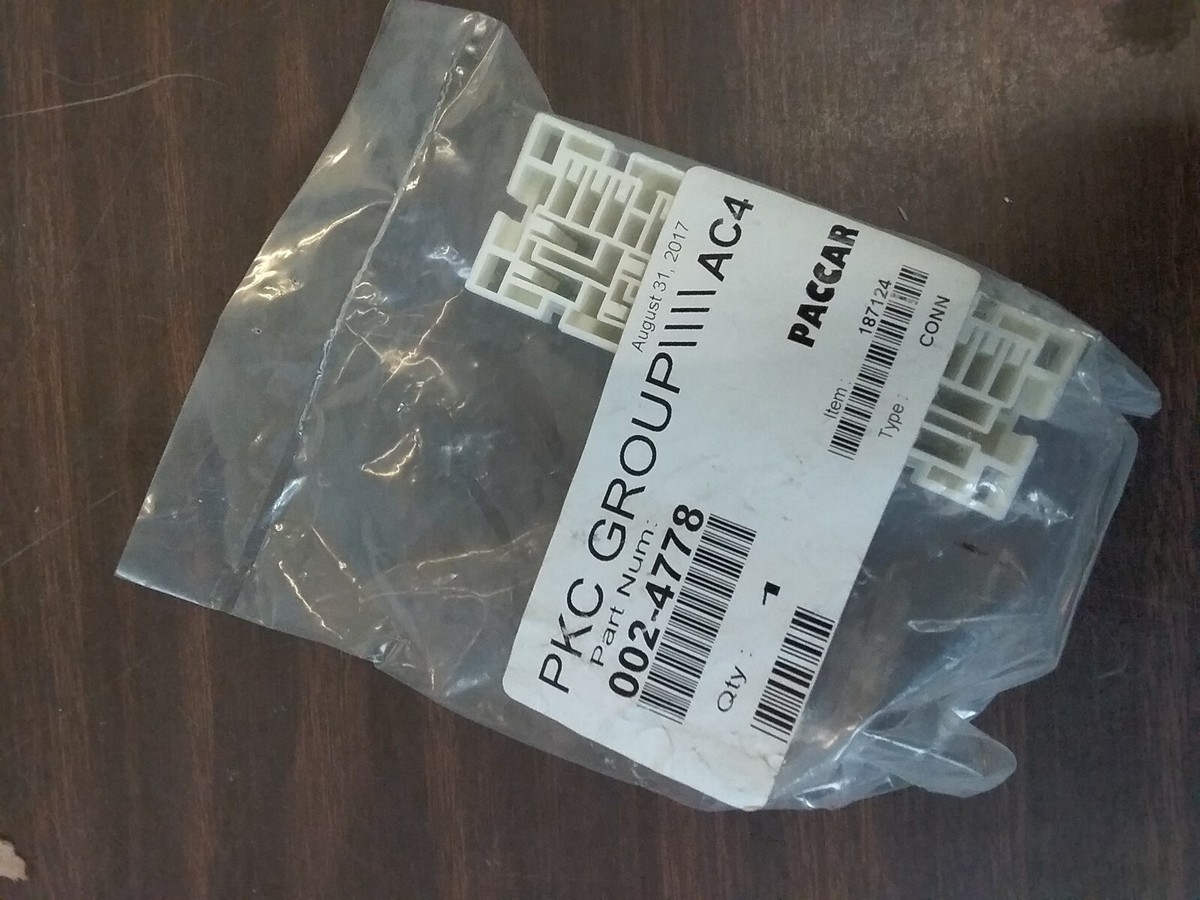 August 31, 2017
PKC GROUP\\\\\AC4
Part Num:
002-4778
PACCAR
Qty :
1
Item :
187124
Type :
CONN